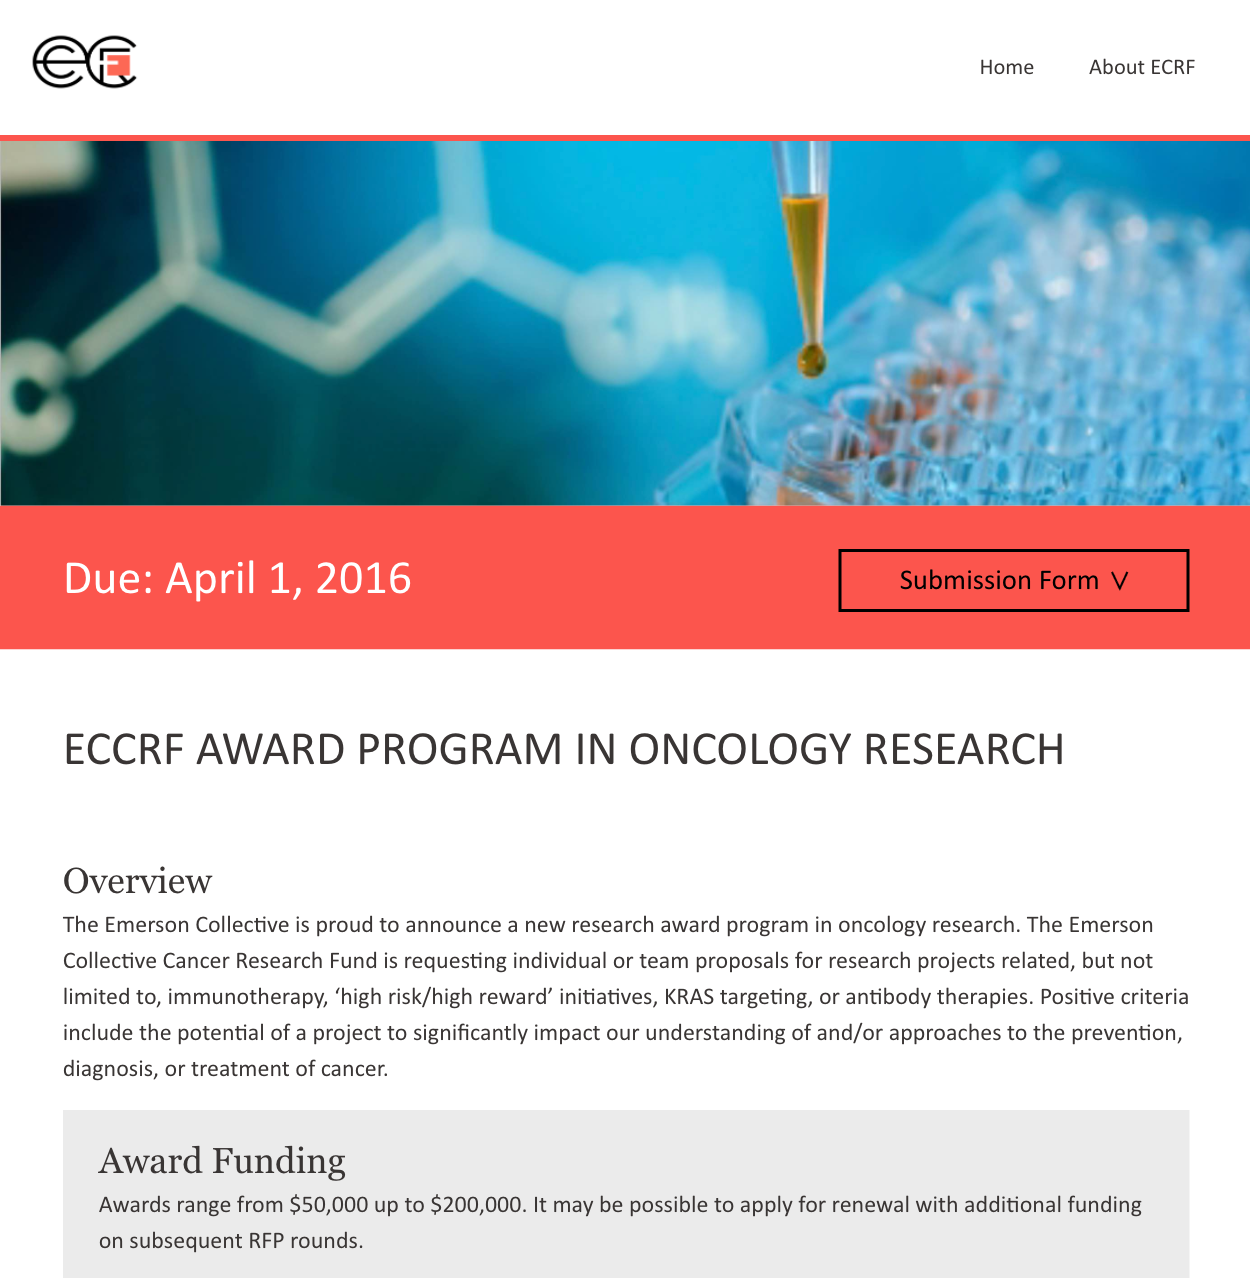 Home About ECRF
Due: April 1, 2016
Submission Form V
ECCRF AWARD PROGRAM IN ONCOLOGY RESEARCH
Overview
The Emerson Collective is proud to announce a new research award program in oncology research. The Emerson
Collective Cancer Research Fund is requesting individual or team proposals for research projects related, but not
limited to, immunotherapy, ‘high risk/high reward’ initiatives, KRAS targeting, or antibody therapies. Positive criteria
include the potential of a project to significantly impact our understanding of and/or approaches to the prevention,
diagnosis, or treatment of cancer.
Award Funding
Awards range from $50,000 up to $200,000. It may be possible to apply for renewal with additional funding
on subsequent RFP rounds.